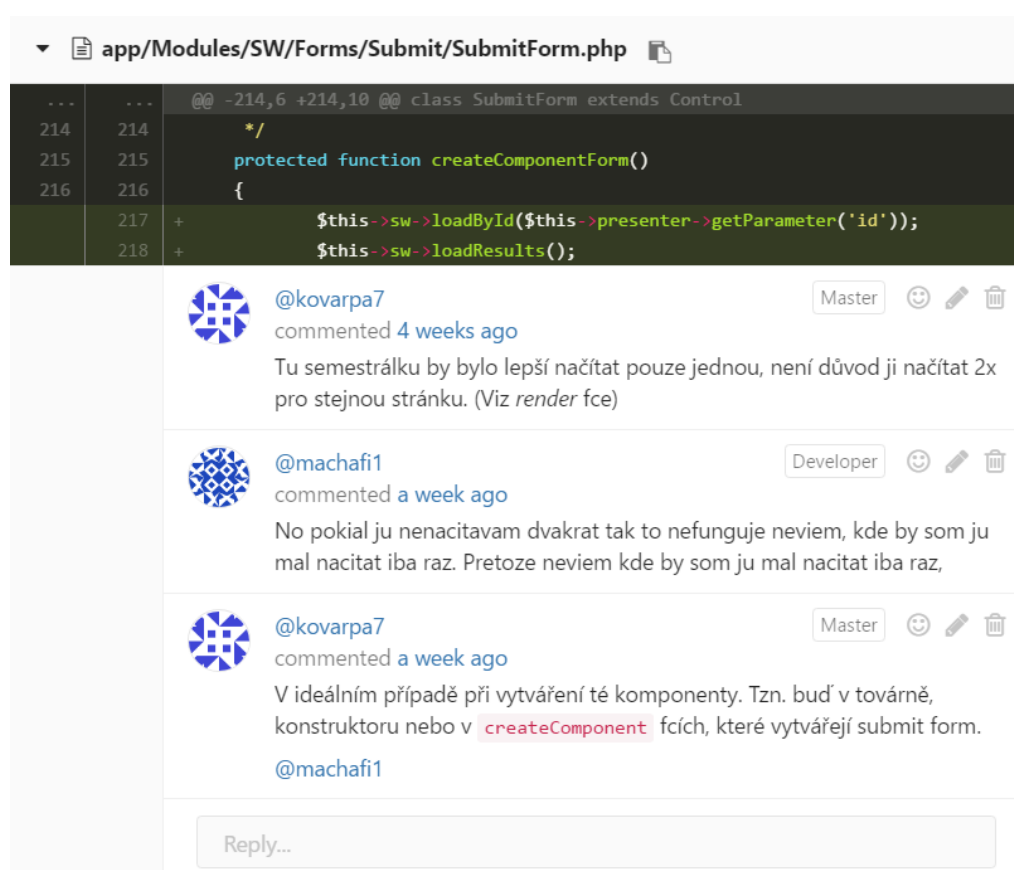 app/Modules/SW/Forms/Submit/SubmitForm.php
... ... @@ -214,6 +214,10 @@ class SubmitForm extends Control
214 214 */
215 215 protected function createComponentForm()
216 216 {
217 + $this->sw->loadById($this->presenter->getParameter('id'));
218 + $this->sw->loadResults();
@kovarpa7 Master
commented 4 weeks ago
Tu semestrálku by bylo lepší načítat pouze jednou, není důvod ji načítat 2x
pro stejnou stránku. (Viz render fce)
@machafi1 Developer
commented a week ago
No pokial ju nenacitavam dvakrat tak to nefunguje neviem, kde by som ju
mal nacitat iba raz. Pretoze neviem kde by som ju mal nacitat iba raz,
@kovarpa7 Master
commented a week ago
V ideálním případě při vytváření té komponenty. Tzn. buď v továrně,
konstruktoru nebo v createComponent fcích, které vytvářejí submit form.
@machafi1
Reply...